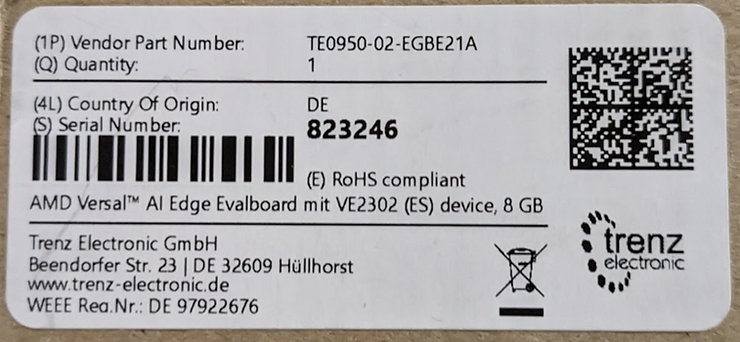 (1P) Vendor Part Number: TE0950-02-EGBE21A
(Q) Quantity: 1
(4L) Country Of Origin: DE
(S) Serial Number: 823246
(E) RoHS compliant
AMD Versal™ AI Edge Evalboard mit VE2302 (ES) device, 8 GB
Trenz Electronic GmbH
Beendorfer Str. 23 | DE 32609 Hüllhorst
www.trenz-electronic.de
WEEE Reg.Nr.: DE 97922676
trenz
electronic